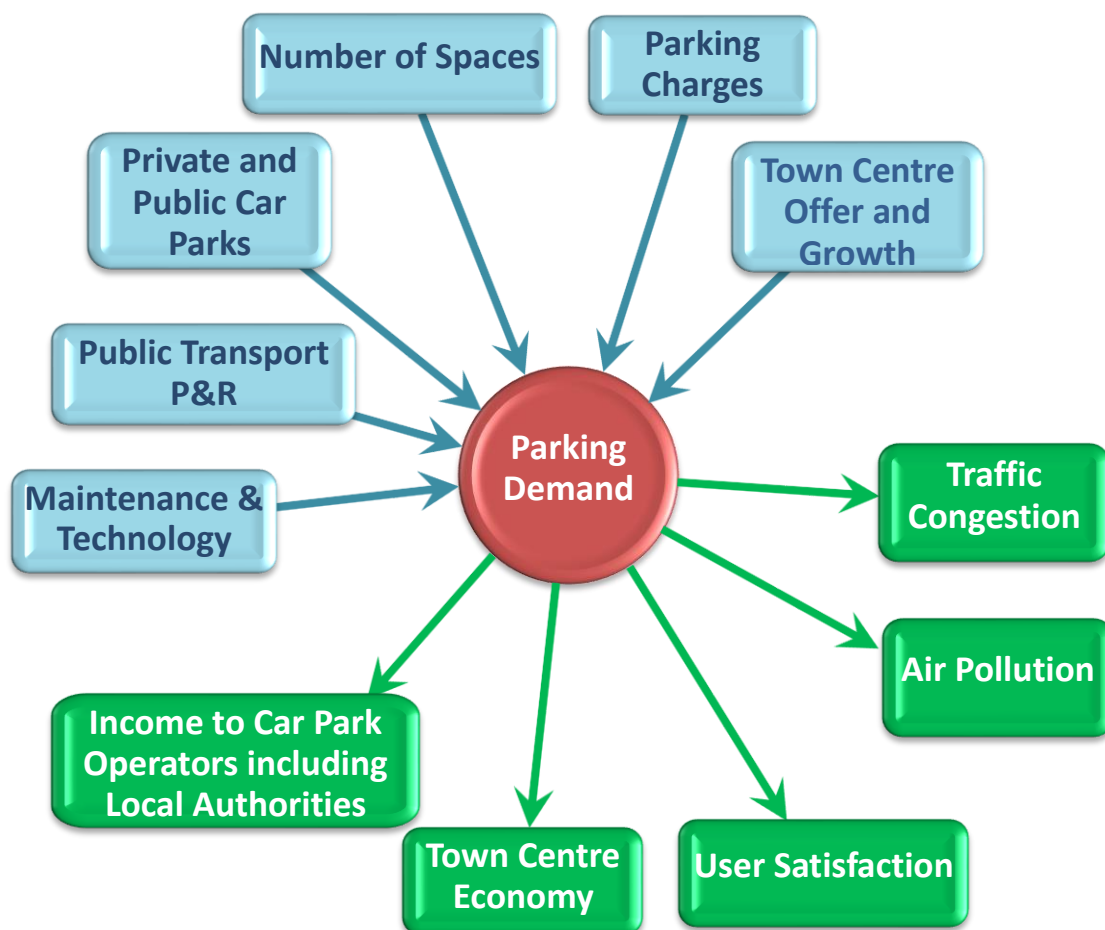 Number of Spaces
Parking
Charges
Private and
Public Car
Parks
Town Centre
Offer and
Growth
Public Transport
P&R
Maintenance &
Technology
Parking
Demand
Traffic
Congestion
Air Pollution
Income to Car Park
Operators including
Local Authorities
Town Centre
Economy
User Satisfaction